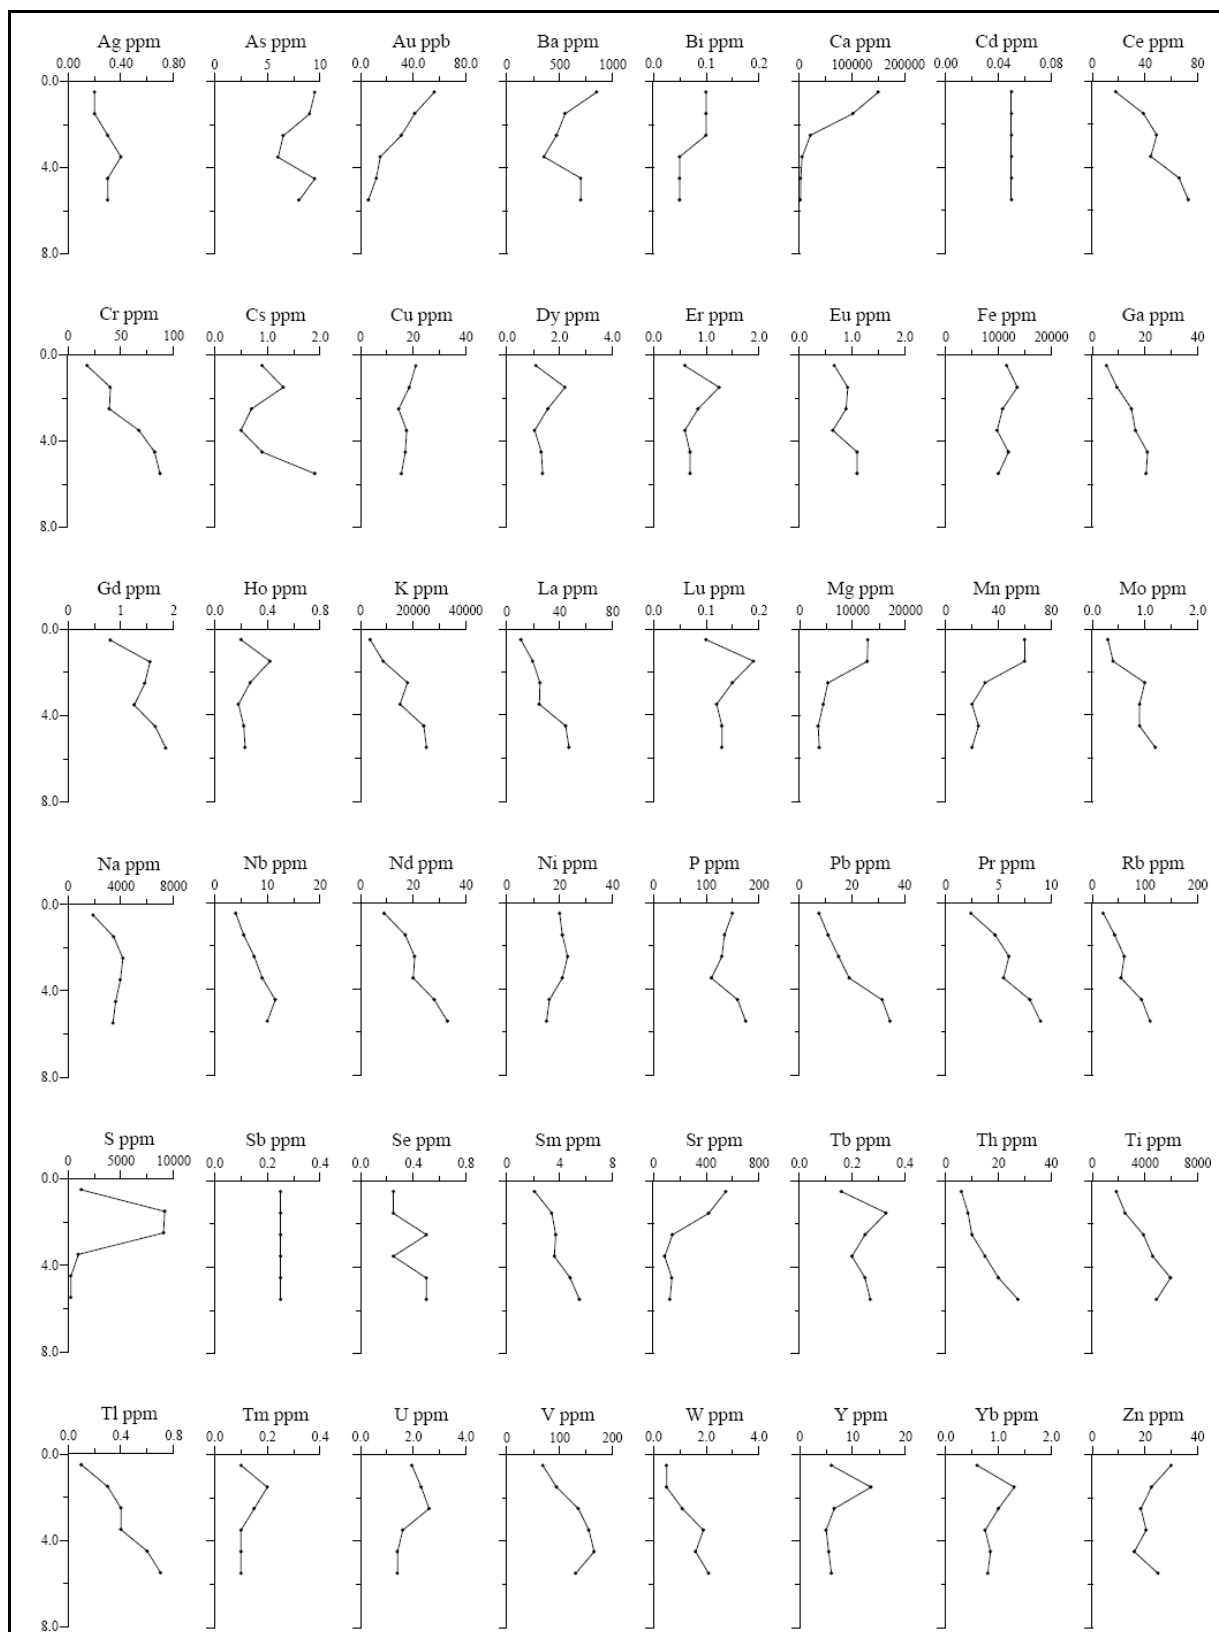 Ag ppm As ppm Au ppb Ba ppm Bi ppm Ca ppm Cd ppm Ce ppm
0.00 0.40 0.80 0 5 10 0.0 40.0 80.0 0 500 1000 0.0 0.1 0.2 0 100000 200000 0.00 0.04 0.08 0 40 80
0.0
4.0
8.0
Cr ppm Cs ppm Cu ppm Dy ppm Er ppm Eu ppm Fe ppm Ga ppm
0 50 100 0.0 1.0 2.0 0 20 40 0.0 2.0 4.0 0.0 1.0 2.0 0.0 1.0 2.0 0 10000 20000 0 20 40
0.0
4.0
8.0
Gd ppm Ho ppm K ppm La ppm Lu ppm Mg ppm Mn ppm Mo ppm
0 1 2 0.0 0.4 0.8 0 20000 40000 0 40 80 0.0 0.1 0.2 0 10000 20000 0 40 80 0.0 1.0 2.0
0.0
4.0
8.0
Na ppm Nb ppm Nd ppm Ni ppm P ppm Pb ppm Pr ppm Rb ppm
0 4000 8000 0 10 20 0 20 40 0 20 40 0 100 200 0 20 40 0 5 10 0 100 200
0.0
4.0
8.0
S ppm Sb ppm Se ppm Sm ppm Sr ppm Tb ppm Th ppm Ti ppm
0 5000 10000 0.0 0.2 0.4 0.0 0.4 0.8 0 4 8 0 400 800 0.0 0.2 0.4 0 20 40 0 4000 8000
0.0
4.0
8.0
Tl ppm Tm ppm U ppm V ppm W ppm Y ppm Yb ppm Zn ppm
0.0 0.4 0.8 0.0 0.2 0.4 0.0 2.0 4.0 0 100 200 0.0 2.0 4.0 0 10 20 0.0 1.0 2.0 0 20 40
0.0
4.0
8.0